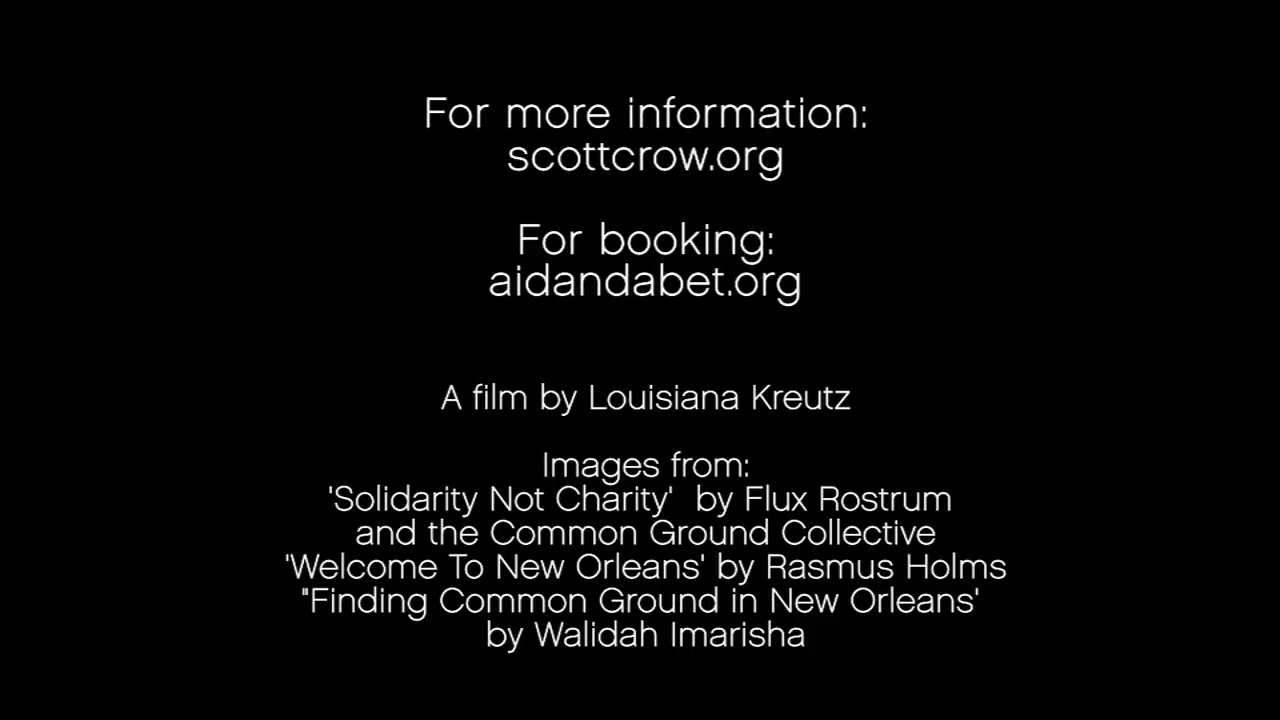 For more information:
scottcrow.org
For booking:
aidandabet.org
A film by Louisiana Kreutz
Images from:
'Solidarity Not Charity'  by Flux Rostrum
and the Common Ground Collective
'Welcome To New Orleans' by Rasmus Holms
"Finding Common Ground in New Orleans'
by Walidah Imarisha